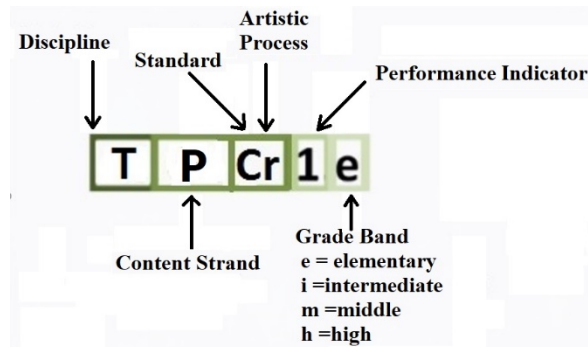 Artistic
Process
Discipline
Standard
Performance Indicator
T P Cr 1 e
Content Strand
Grade Band
e = elementary
i =intermediate
m =middle
h =high